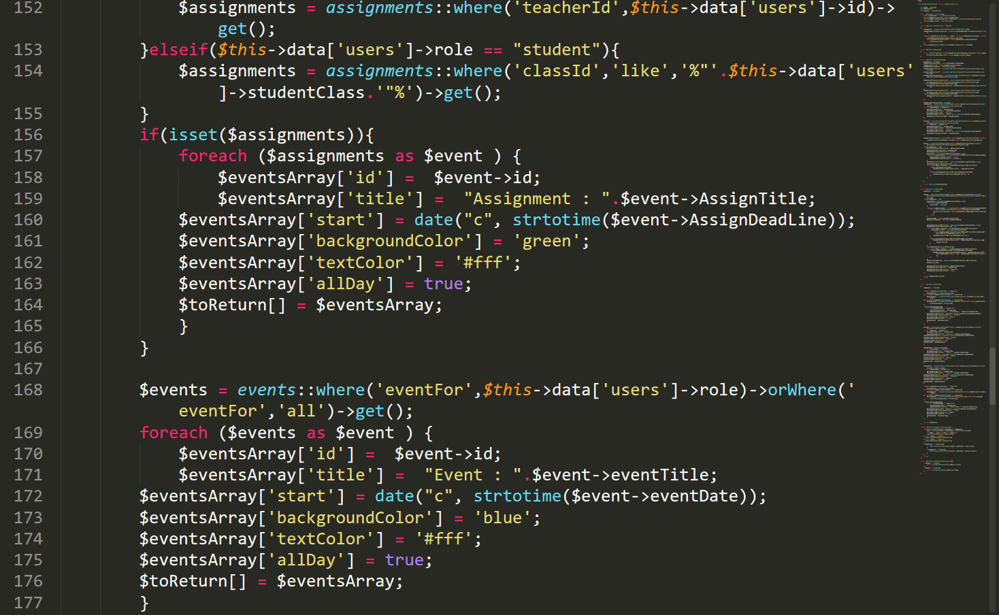 152 $assignments = assignments::where('teacherId',$this->data['users']->id)->
get();
153 }elseif($this->data['users']->role == "student"){
154 $assignments = assignments::where('classId','like','%"'.$this->data['users'
]->studentClass.'"%')->get();
155 }
156 if(isset($assignments)){
157 foreach ($assignments as $event ) {
158 $eventsArray['id'] =  $event->id;
159 $eventsArray['title'] =  "Assignment : ".$event->AssignTitle;
160 $eventsArray['start'] = date("c", strtotime($event->AssignDeadLine));
161 $eventsArray['backgroundColor'] = 'green';
162 $eventsArray['textColor'] = '#fff';
163 $eventsArray['allDay'] = true;
164 $toReturn[] = $eventsArray;
165 }
166 }
167
168 $events = events::where('eventFor',$this->data['users']->role)->orWhere('
eventFor','all')->get();
169 foreach ($events as $event ) {
170 $eventsArray['id'] =  $event->id;
171 $eventsArray['title'] =  "Event : ".$event->eventTitle;
172 $eventsArray['start'] = date("c", strtotime($event->eventDate));
173 $eventsArray['backgroundColor'] = 'blue';
174 $eventsArray['textColor'] = '#fff';
175 $eventsArray['allDay'] = true;
176 $toReturn[] = $eventsArray;
177 }